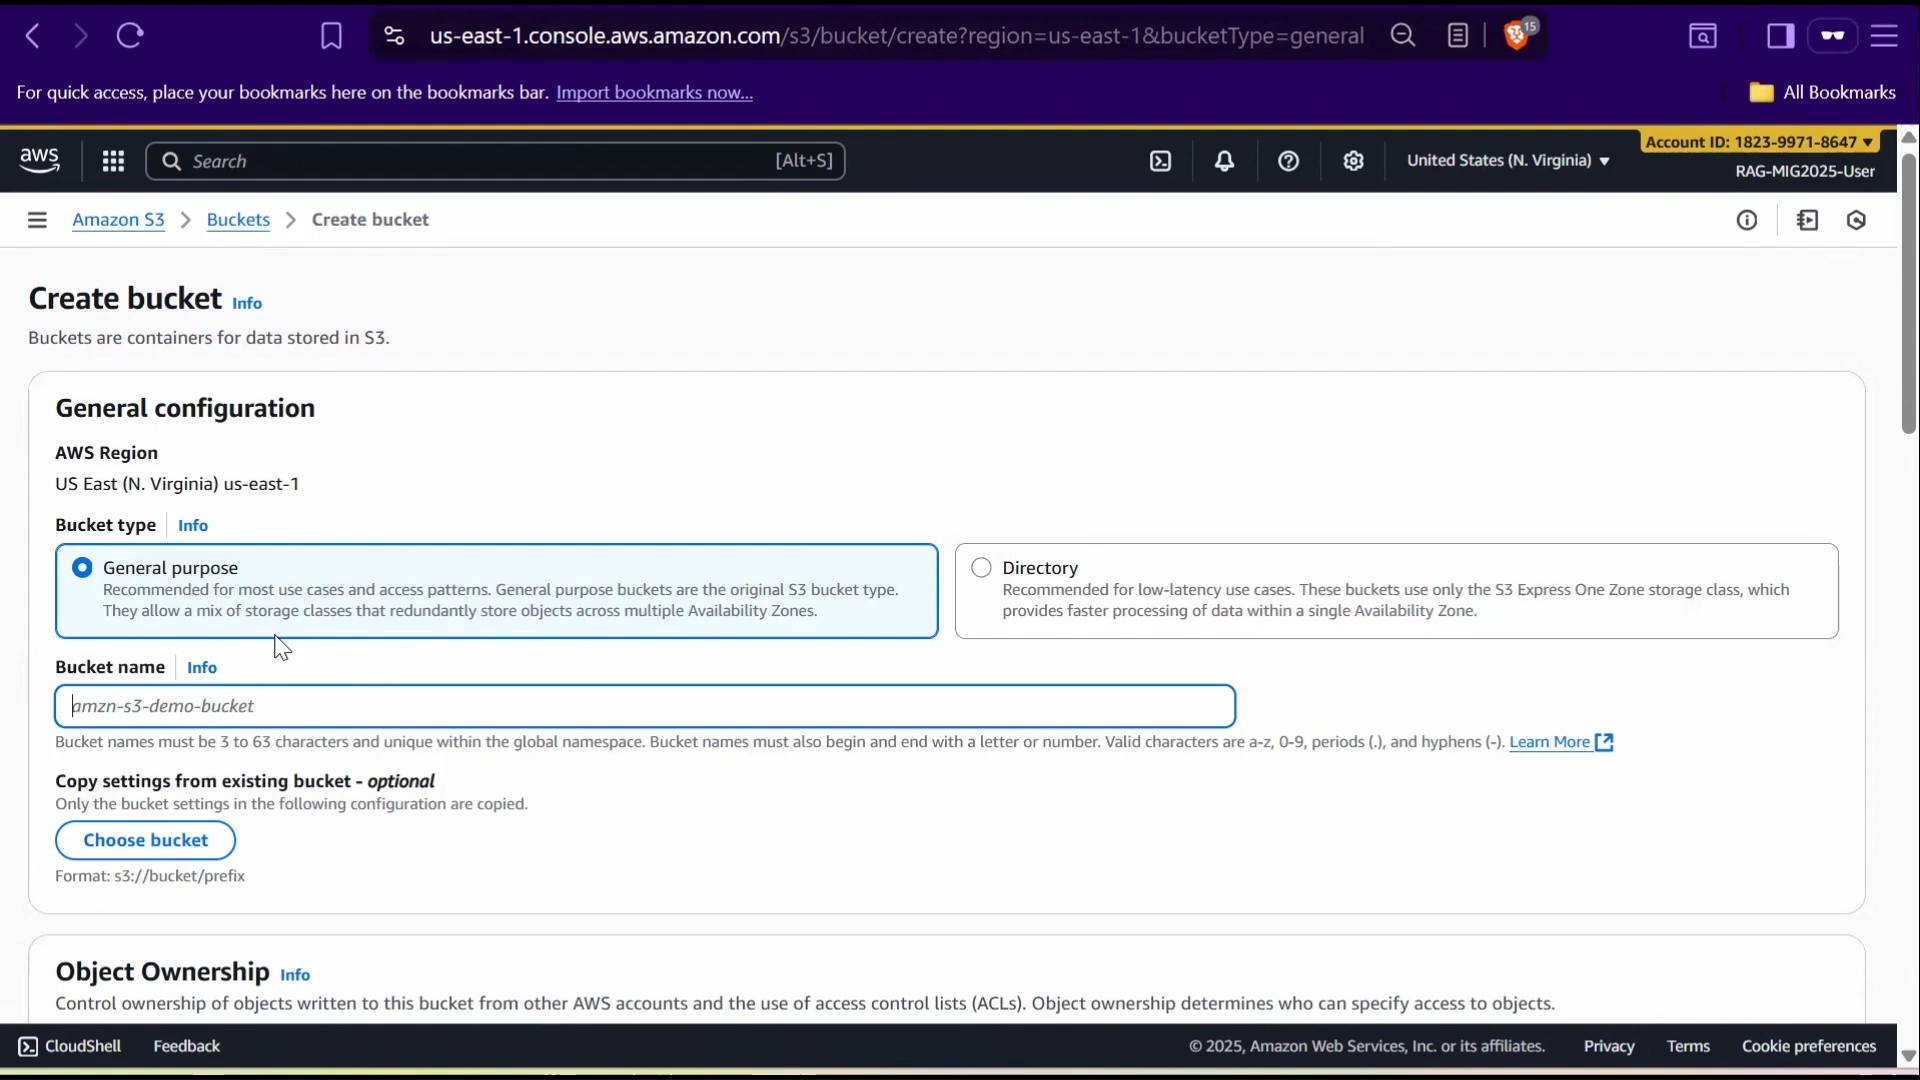 us-east-1.console.aws.amazon.com/s3/bucket/create?region=us-east-1&bucketType=general
15
For quick access, place your bookmarks here on the bookmarks bar. Import bookmarks now...
All Bookmarks
aws
Search
[Alt+S]
United States (N. Virginia)
Account ID: 1823-9971-8647
RAG-MIG2025-User
Amazon S3
Buckets
Create bucket
Create bucket Info
Buckets are containers for data stored in S3.
General configuration
AWS Region
US East (N. Virginia) us-east-1
Bucket type Info
General purpose
Recommended for most use cases and access patterns. General purpose buckets are the original S3 bucket type.
They allow a mix of storage classes that redundantly store objects across multiple Availability Zones.
Directory
Recommended for low-latency use cases. These buckets use only the S3 Express One Zone storage class, which
provides faster processing of data within a single Availability Zone.
Bucket name Info
amzn-s3-demo-bucket
Bucket names must be 3 to 63 characters and unique within the global namespace. Bucket names must also begin and end with a letter or number. Valid characters are a-z, 0-9, periods (.), and hyphens (-). Learn More
Copy settings from existing bucket - optional
Only the bucket settings in the following configuration are copied.
Choose bucket
Format: s3://bucket/prefix
Object Ownership Info
Control ownership of objects written to this bucket from other AWS accounts and the use of access control lists (ACLs). Object ownership determines who can specify access to objects.
CloudShell
Feedback
© 2025, Amazon Web Services, Inc. or its affiliates.
Privacy
Terms
Cookie preferences